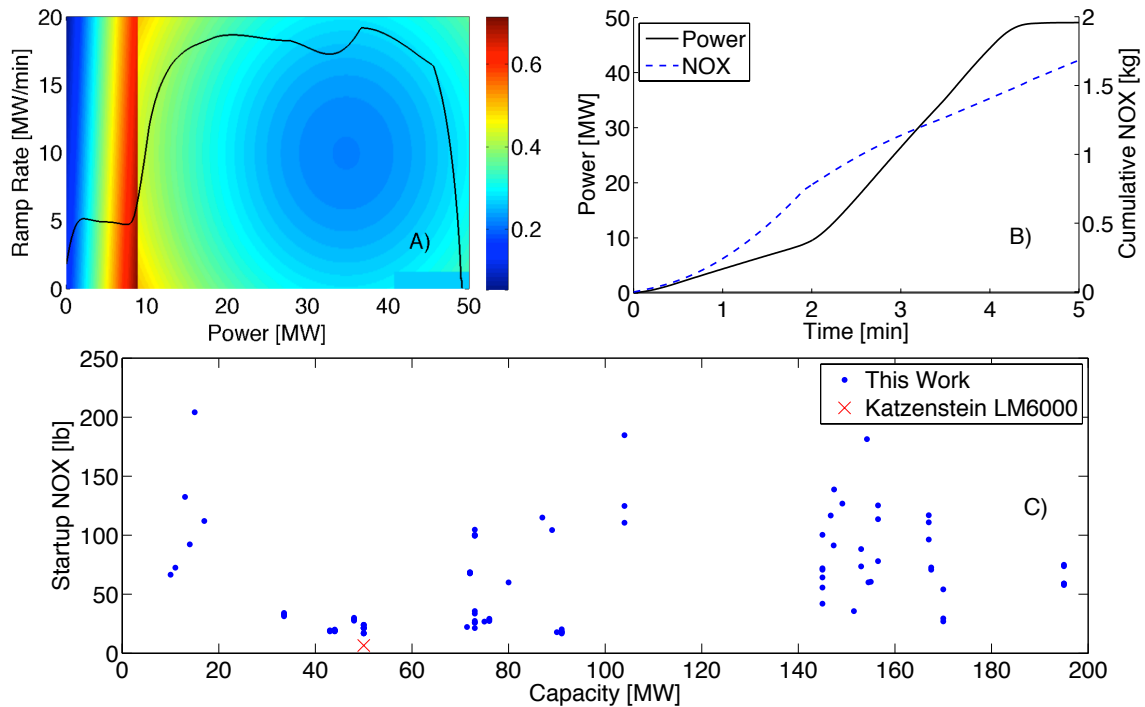 20
15
10
5
0
Ramp Rate [MW/min]
0 10 20 30 40 50
Power [MW]
A)
0.6
0.4
0.2
50
40
30
20
10
0
Power [MW]
Power
NOX
2
1.5
1
0.5
0
Cumulative NOX [kg]
B)
0 1 2 3 4 5
Time [min]
250
200
150
100
50
0
Startup NOX [lb]
This Work
Katzenstein LM6000
C)
0 20 40 60 80 100 120 140 160 180 200
Capacity [MW]